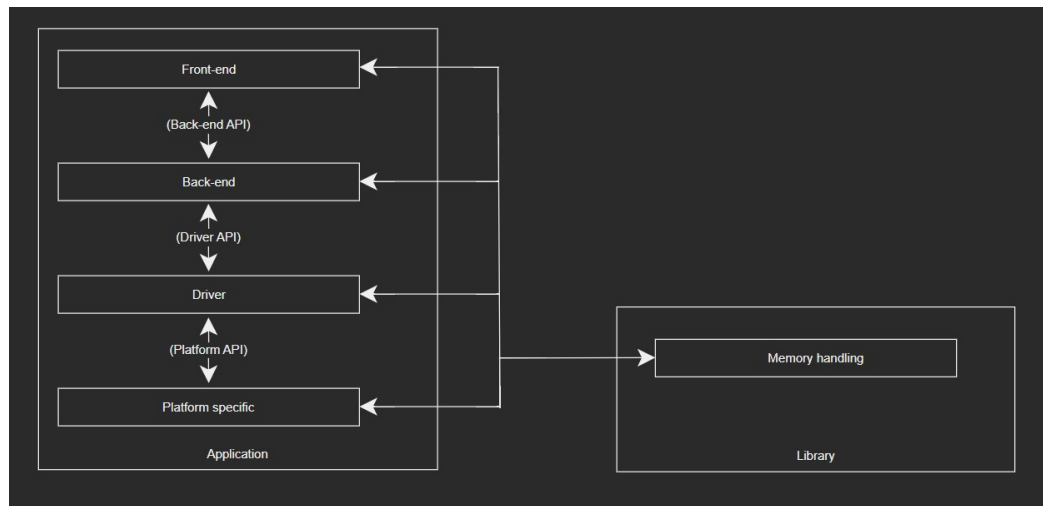 Front-end
(Back-end API)
Back-end
(Driver API)
Driver
(Platform API)
Platform specific
Application
Memory handling
Library